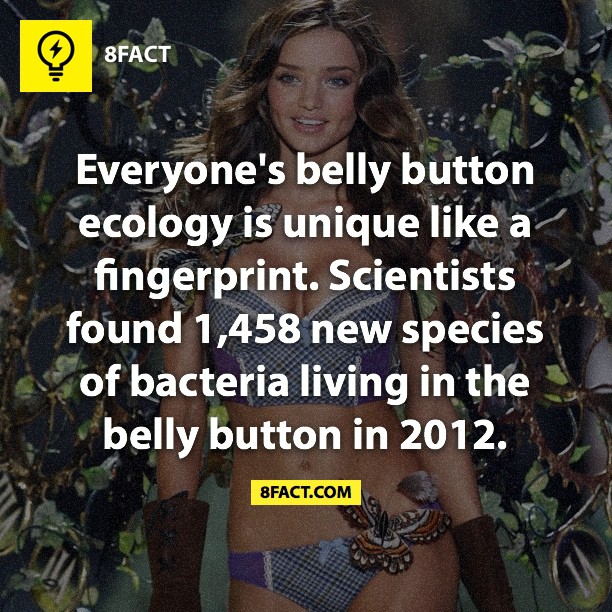 8FACT
Everyone's belly button
ecology is unique like a
fingerprint. Scientists
found 1,458 new species
of bacteria living in the
belly button in 2012.
8FACT.COM